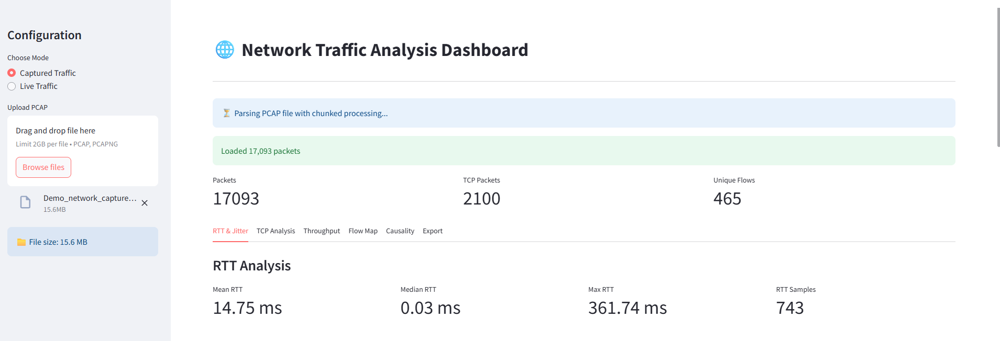 Configuration
Choose Mode
Captured Traffic
Live Traffic
Upload PCAP
Drag and drop file here
Limit 2GB per file • PCAP, PCAPNG
Browse files
Demo_network_capture...
15.6MB
File size: 15.6 MB
Network Traffic Analysis Dashboard
Parsing PCAP file with chunked processing...
Loaded 17,093 packets
Packets TCP Packets Unique Flows
17093 2100 465
RTT & Jitter TCP Analysis Throughput Flow Map Causality Export
RTT Analysis
Mean RTT Median RTT Max RTT RTT Samples
14.75 ms 0.03 ms 361.74 ms 743